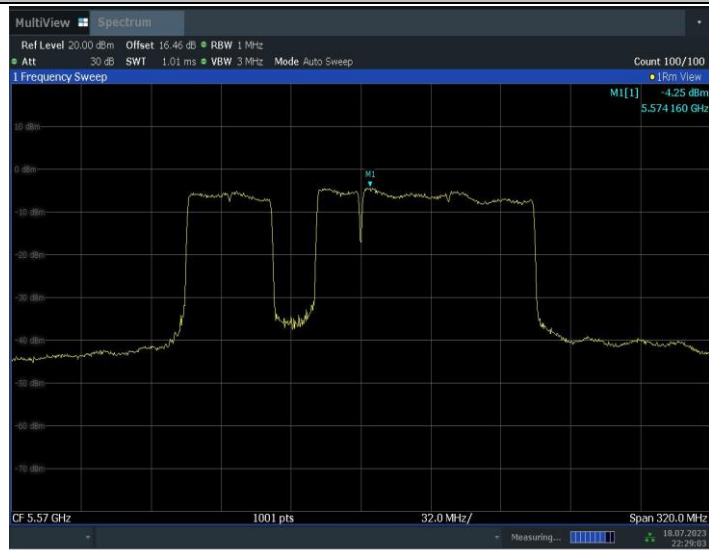 MultiView Spectrum
Ref Level 20.00 dBm Offset 16.46 dB RBW 1 MHz
Att 30 dB SWT 1.01 ms VBW 3 MHz Mode Auto Sweep Count 100/100
1 Frequency Sweep 1Rm View
M1[1] -4.25 dBm
5.574 160 GHz
10 dBm
M1
0 dBm
-10 dBm
-20 dBm
-30 dBm
-40 dBm
-50 dBm
-60 dBm
-70 dBm
CF 5.57 GHz 1001 pts 32.0 MHz/ Span 320.0 MHz
Measuring... 18.07.2023
22:29:03